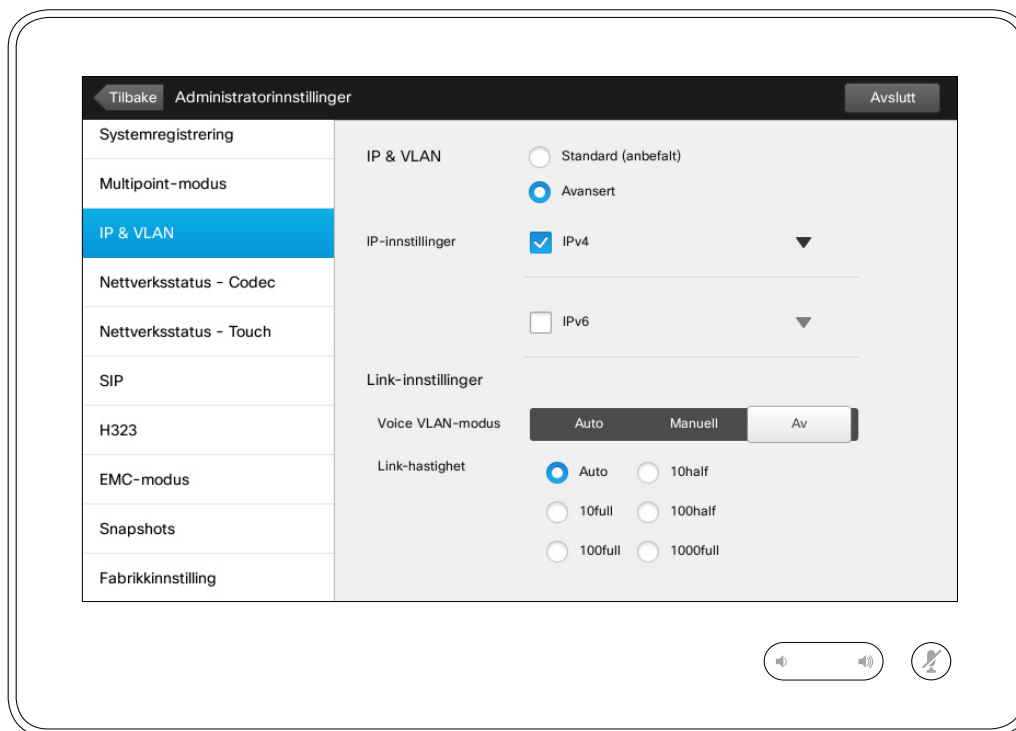 Tilbake Administratorinnstillinger Avslutt
Systemregistrering
Multipoint-modus
IP & VLAN
Nettverksstatus - Codec
Nettverksstatus - Touch
SIP
H323
EMC-modus
Snapshots
Fabrikkinnstilling
IP & VLAN Standard (anbefalt)
Avansert
IP-innstillinger IPv4
IPv6
Link-innstillinger
Voice VLAN-modus Auto Manuell Av
Link-hastighet Auto 10half
10full 100half
100full 1000full